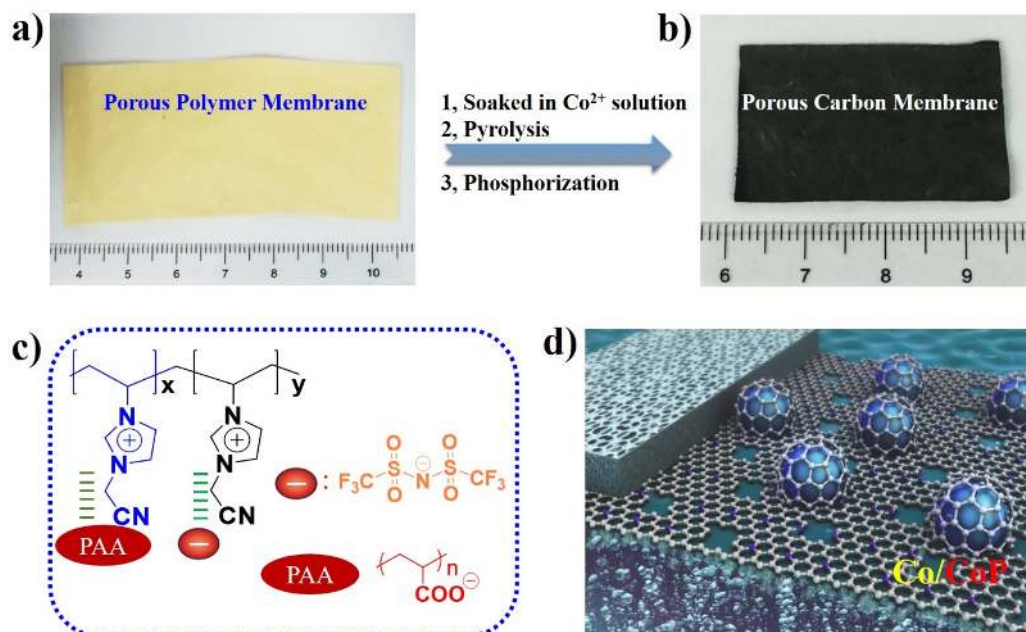 a)
Porous Polymer Membrane
4 5 6 7 8 9 10
1, Soaked in Co²⁺ solution
2, Pyrolysis
3, Phosphorization
b)
Porous Carbon Membrane
6 7 8 9
c)
x y
N N
+ +
N N
CN CN
PAA −
− :
O O
F₃C S N⊖ S CF₃
O O
PAA
n
COO⊖
d)
Co/CoP